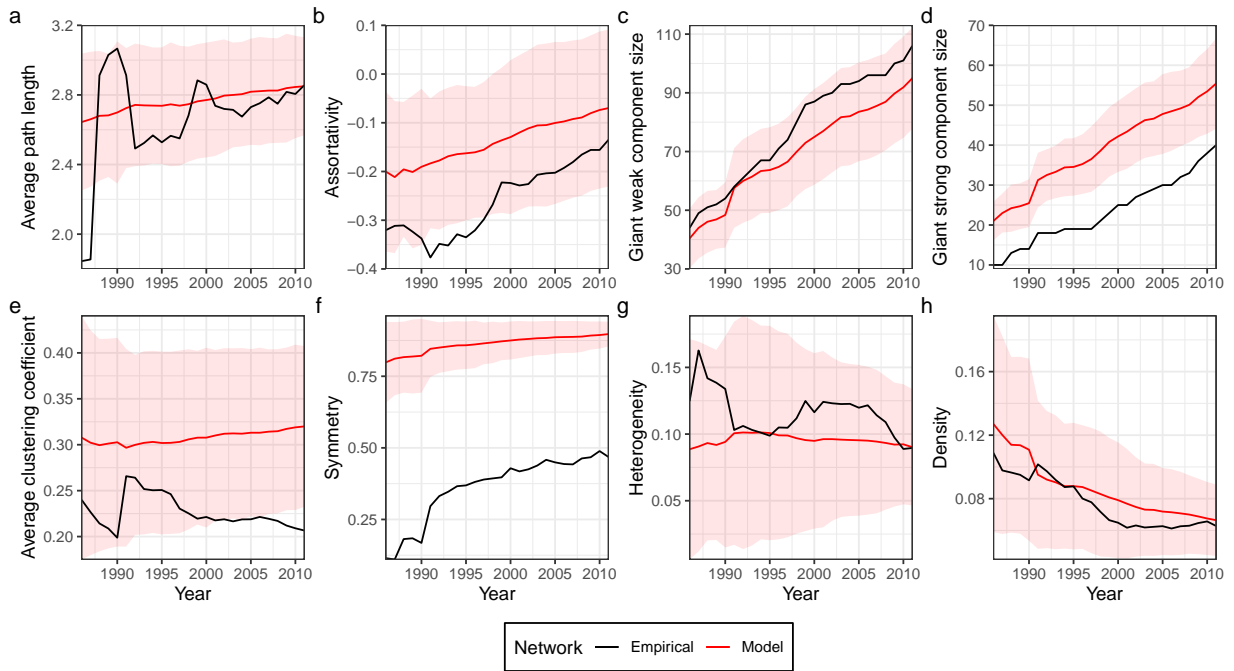 a
Average path length
3.2
2.8
2.4
2.0
1990 1995 2000 2005 2010
b
Assortativity
0.1
0.0
−0.1
−0.2
−0.3
−0.4
1990 1995 2000 2005 2010
c
Giant weak component size
110
90
70
50
30
1990 1995 2000 2005 2010
d
Giant strong component size
70
60
50
40
30
20
10
1990 1995 2000 2005 2010
e
Average clustering coefficient
0.40
0.35
0.30
0.25
0.20
1990 1995 2000 2005 2010
Year
f
Symmetry
0.75
0.50
0.25
1990 1995 2000 2005 2010
Year
g
Heterogeneity
0.15
0.10
0.05
1990 1995 2000 2005 2010
Year
h
Density
0.16
0.12
0.08
1990 1995 2000 2005 2010
Year
Network Empirical Model